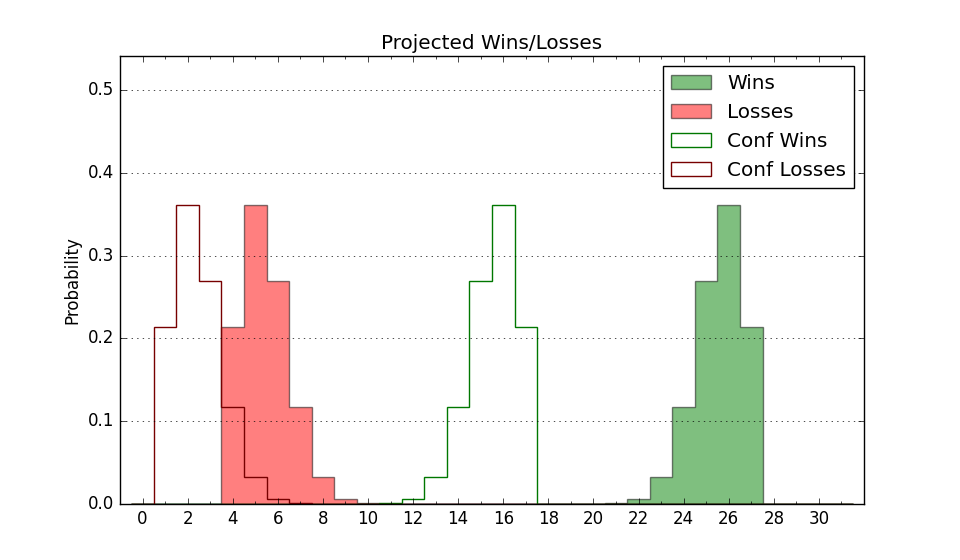 Projected Wins/Losses
Wins
Losses
Conf Wins
Conf Losses
Probability
0.5
0.4
0.3
0.2
0.1
0.0
0 2 4 6 8 10 12 14 16 18 20 22 24 26 28 30